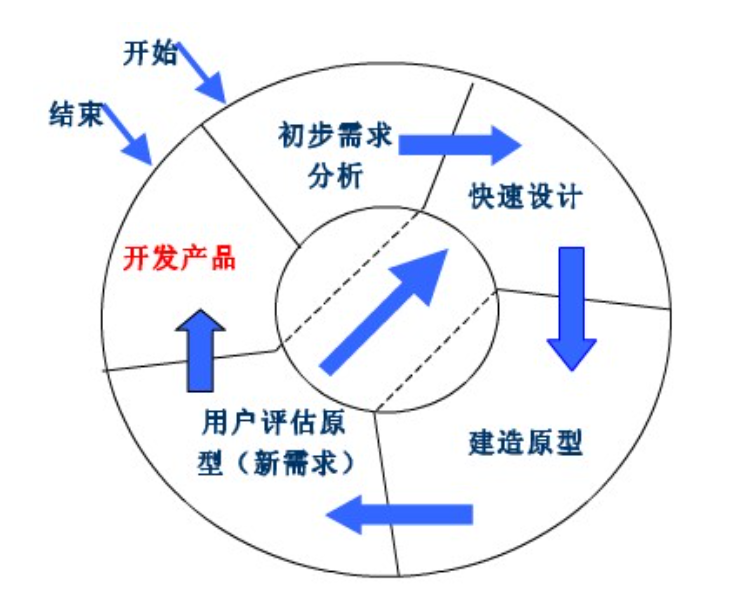 开始
结束
初步需求
分析
快速设计
开发产品
用户评估原
型（新需求）
建造原型